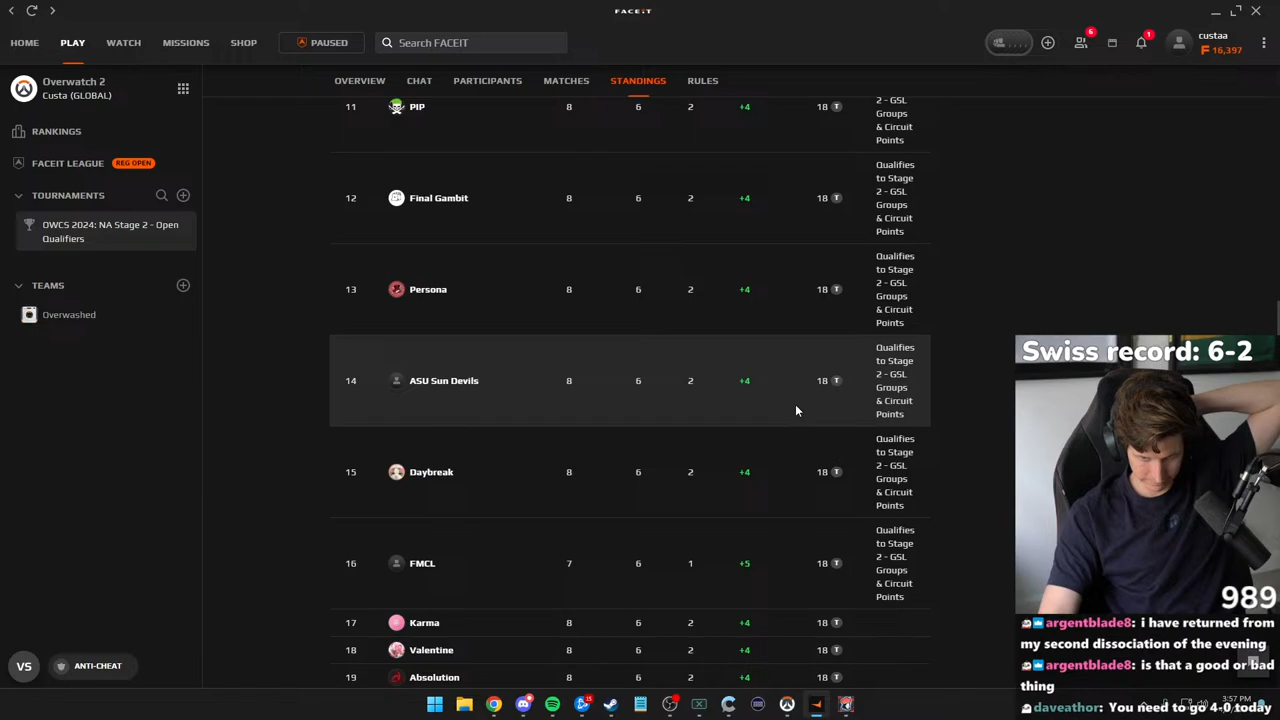 FACEIT
HOME
PLAY
WATCH
MISSIONS
SHOP
PAUSED
Search FACEIT
6
1
custaa
16,397
Overwatch 2
Custa (GLOBAL)
RANKINGS
FACEIT LEAGUE REG OPEN
TOURNAMENTS
OWCS 2024: NA Stage 2 - Open
Qualifiers
TEAMS
Overwashed
VS
ANTI-CHEAT
OVERVIEW CHAT PARTICIPANTS MATCHES STANDINGS RULES
11 PIP 8 6 2 +4 18 T
2 - GSL
Groups
& Circuit
Points
12 Final Gambit 8 6 2 +4 18 T
Qualifies
to Stage
2 - GSL
Groups
& Circuit
Points
13 Persona 8 6 2 +4 18 T
Qualifies
to Stage
2 - GSL
Groups
& Circuit
Points
14 ASU Sun Devils 8 6 2 +4 18 T
Qualifies
to Stage
2 - GSL
Groups
& Circuit
Points
15 Daybreak 8 6 2 +4 18 T
Qualifies
to Stage
2 - GSL
Groups
& Circuit
Points
16 FMCL 7 6 1 +5 18 T
Qualifies
to Stage
2 - GSL
Groups
& Circuit
Points
17 Karma 8 6 2 +4 18 T
18 Valentine 8 6 2 +4 18 T
19 Absolution 8 6 2 +4 18 T
Swiss record: 6-2
989
argentblade8: i have returned from
my second dissociation of the evening
argentblade8: is that a good or bad
thing
daveathor: You need to go 4-0 today
15
3:57 PM